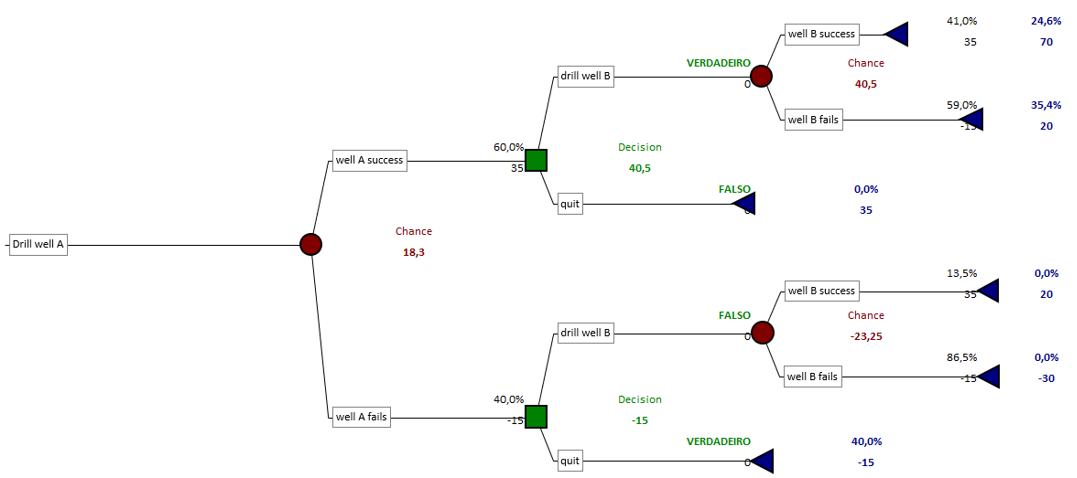 41,0% 24,6%
well B success
35 70
VERDADEIRO Chance
drill well B
0 40,5
59,0% 35,4%
well B fails
-15 20
60,0% Decision
well A success
35 40,5
FALSO 0,0%
quit
0 35
Chance
Drill well A
18,3
13,5% 0,0%
well B success
35 20
FALSO Chance
drill well B
0 -23,25
86,5% 0,0%
well B fails
-15 -30
40,0% Decision
well A fails
-15 -15
VERDADEIRO 40,0%
quit
0 -15